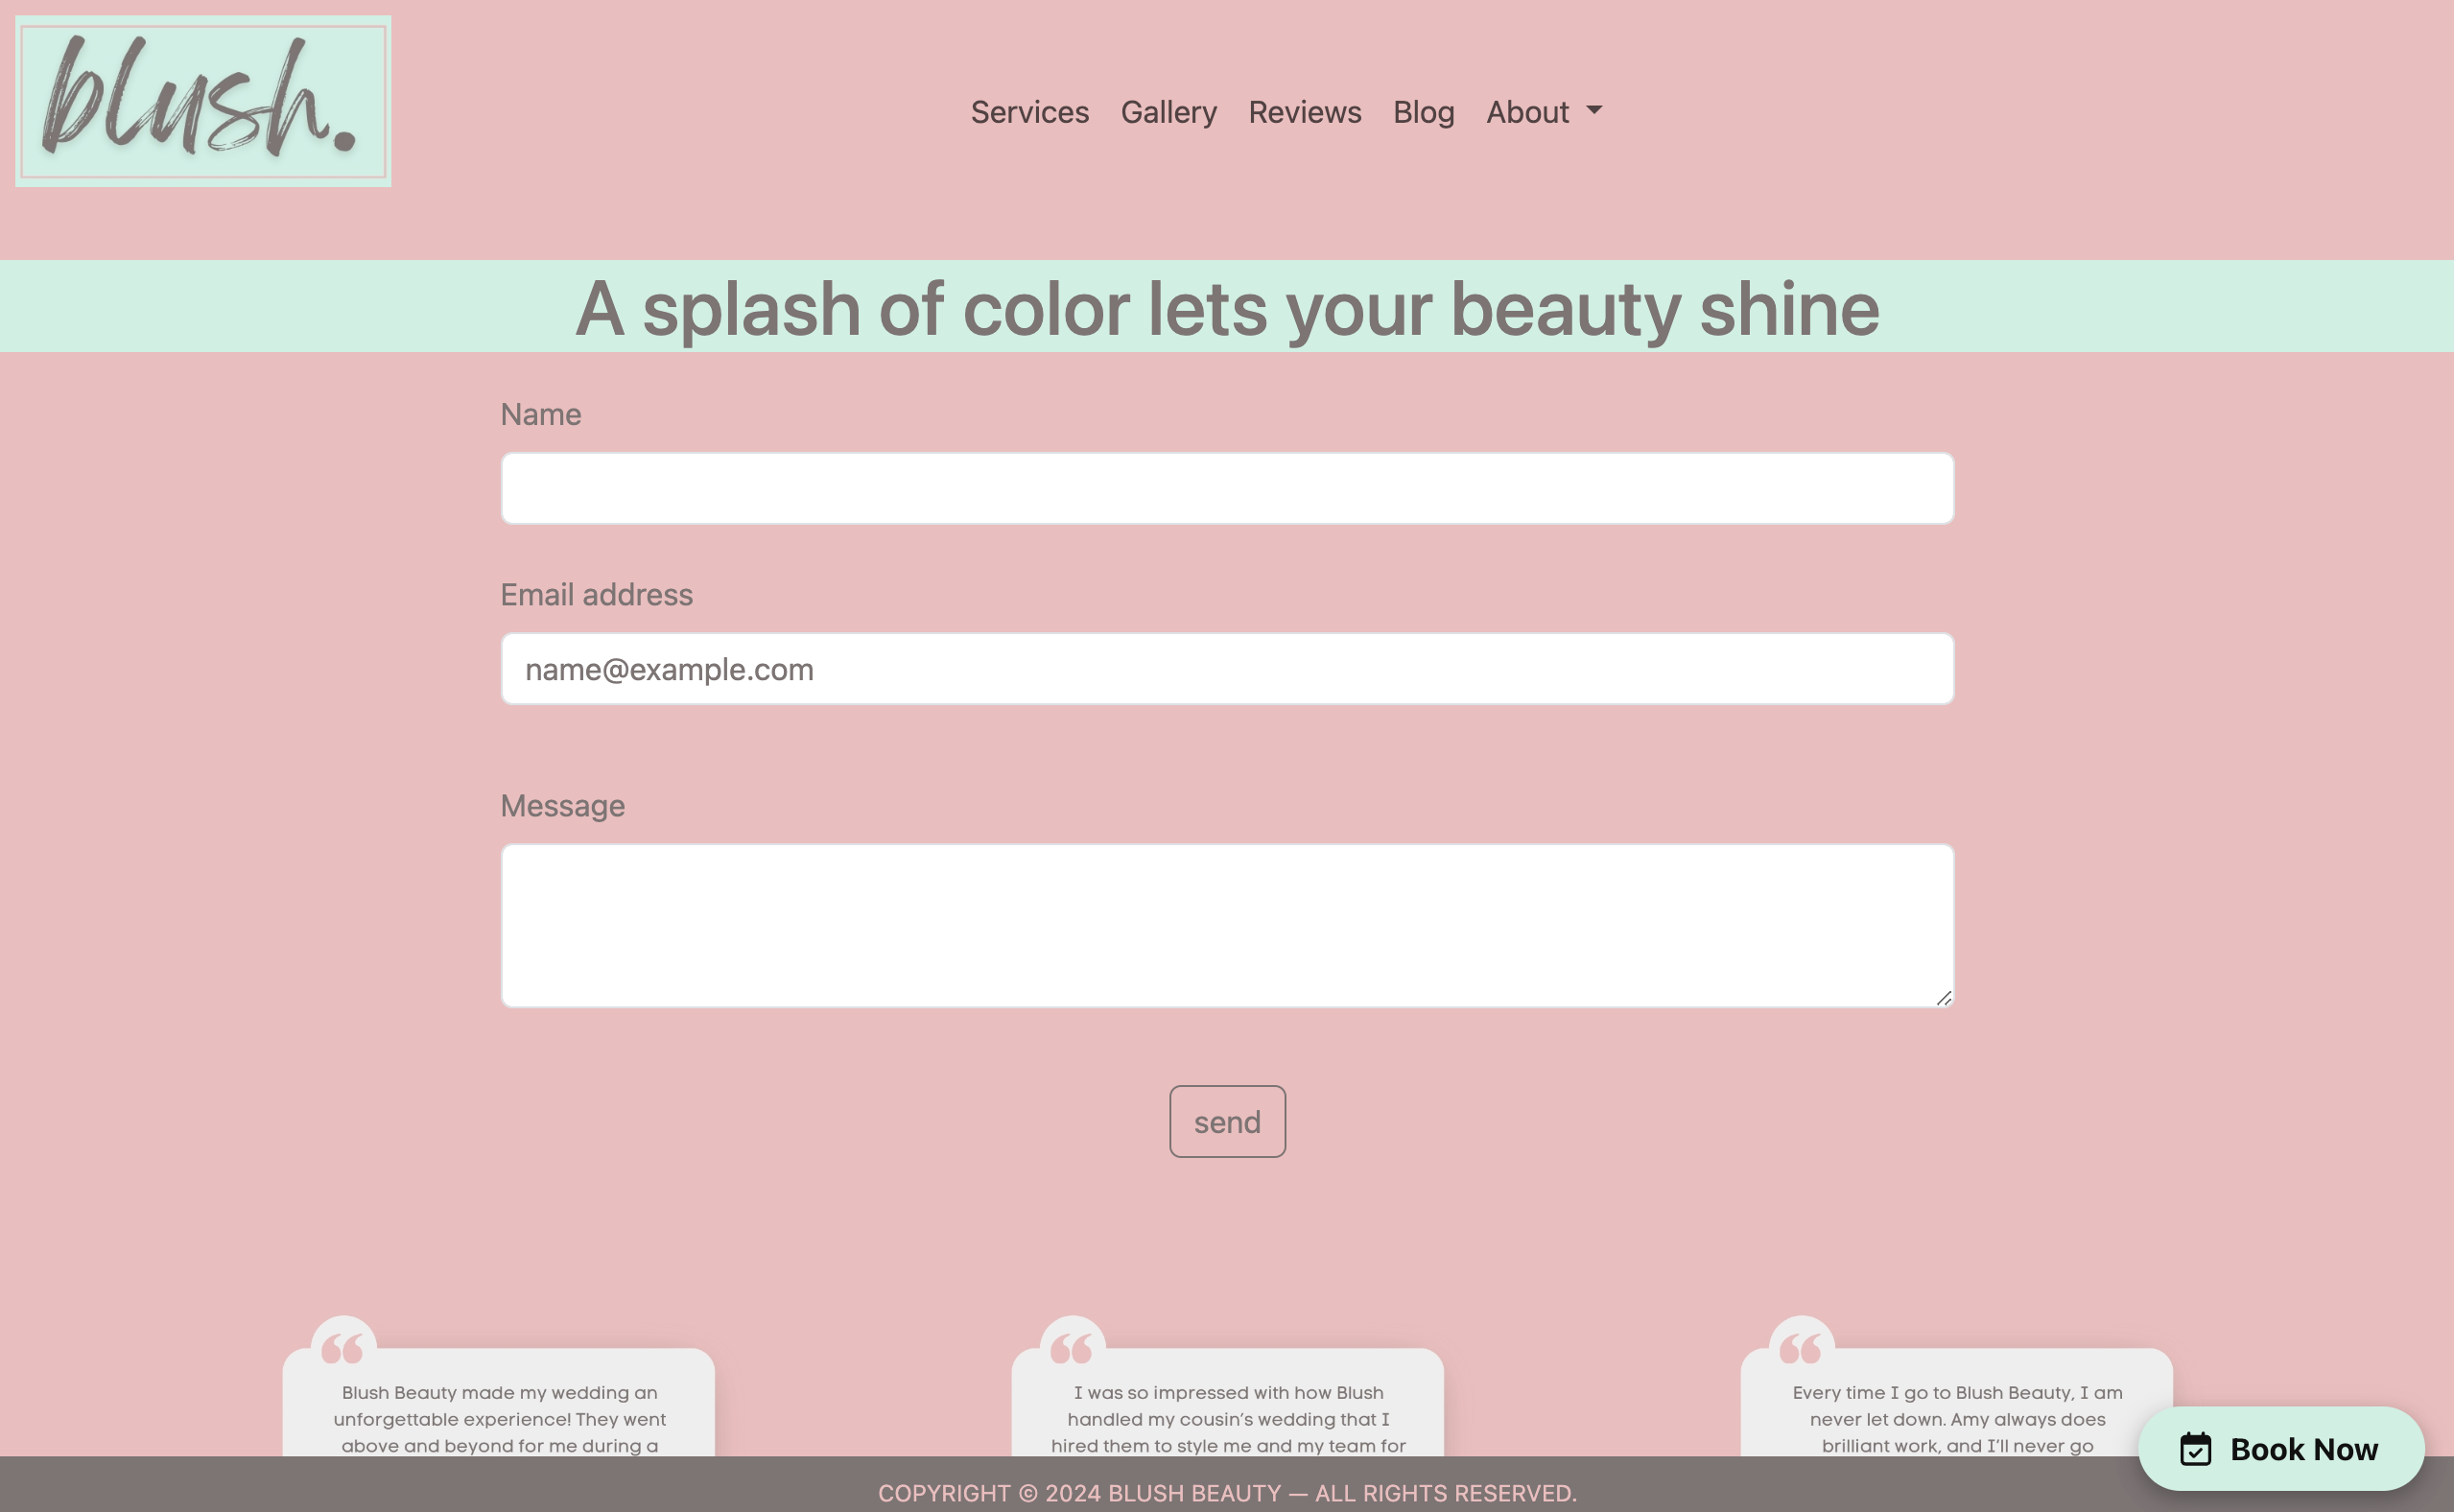 blush.
Services Gallery Reviews Blog About
A splash of color lets your beauty shine
Name
Email address
name@example.com
Message
send
Blush Beauty made my wedding an
unforgettable experience! They went
above and beyond for me during a
I was so impressed with how Blush
handled my cousin’s wedding that I
hired them to style me and my team for
Every time I go to Blush Beauty, I am
never let down. Amy always does
brilliant work, and I’ll never go
Book Now
COPYRIGHT © 2024 BLUSH BEAUTY — ALL RIGHTS RESERVED.